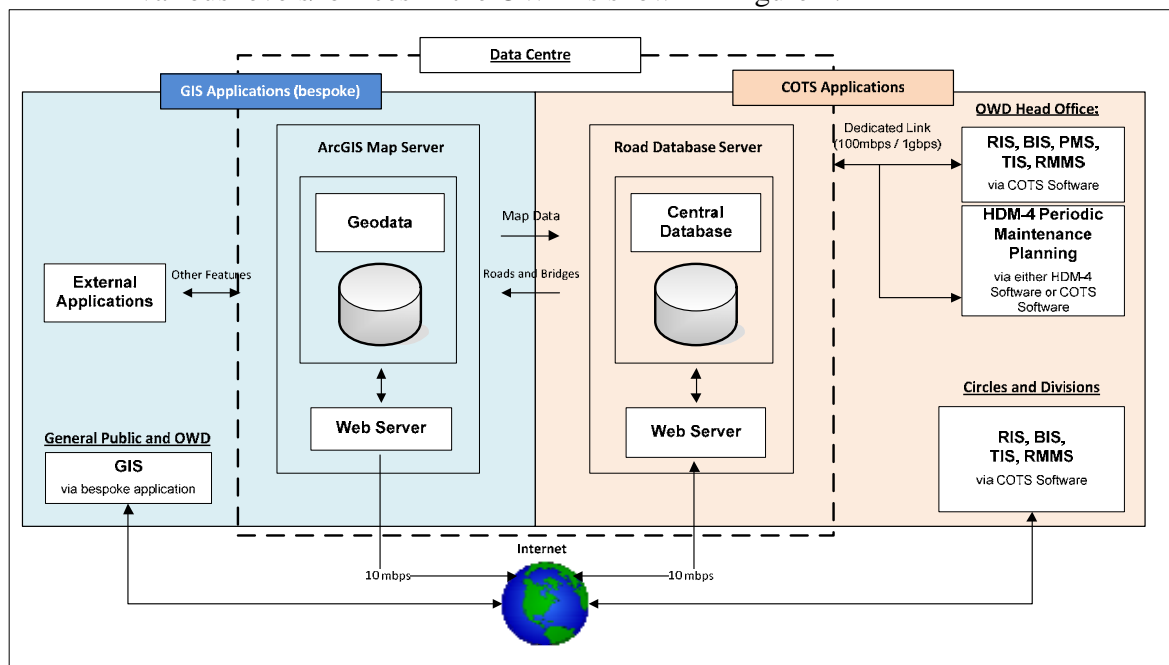 Data Centre
GIS Applications (bespoke)
COTS Applications
OWD Head Office:
ArcGIS Map Server
Road Database Server
Dedicated Link
(100mbps / 1gbps)
RIS, BIS, PMS,
TIS, RMMS
via COTS Software
Geodata
Map Data
Central
Database
HDM-4 Periodic
Maintenance
Planning
via either HDM-4
Software or COTS
Software
External
Applications
Other Features
Roads and Bridges
Circles and Divisions
Web Server
Web Server
RIS, BIS,
TIS, RMMS
via COTS Software
General Public and OWD
GIS
via bespoke application
Internet
10 mbps
10 mbps